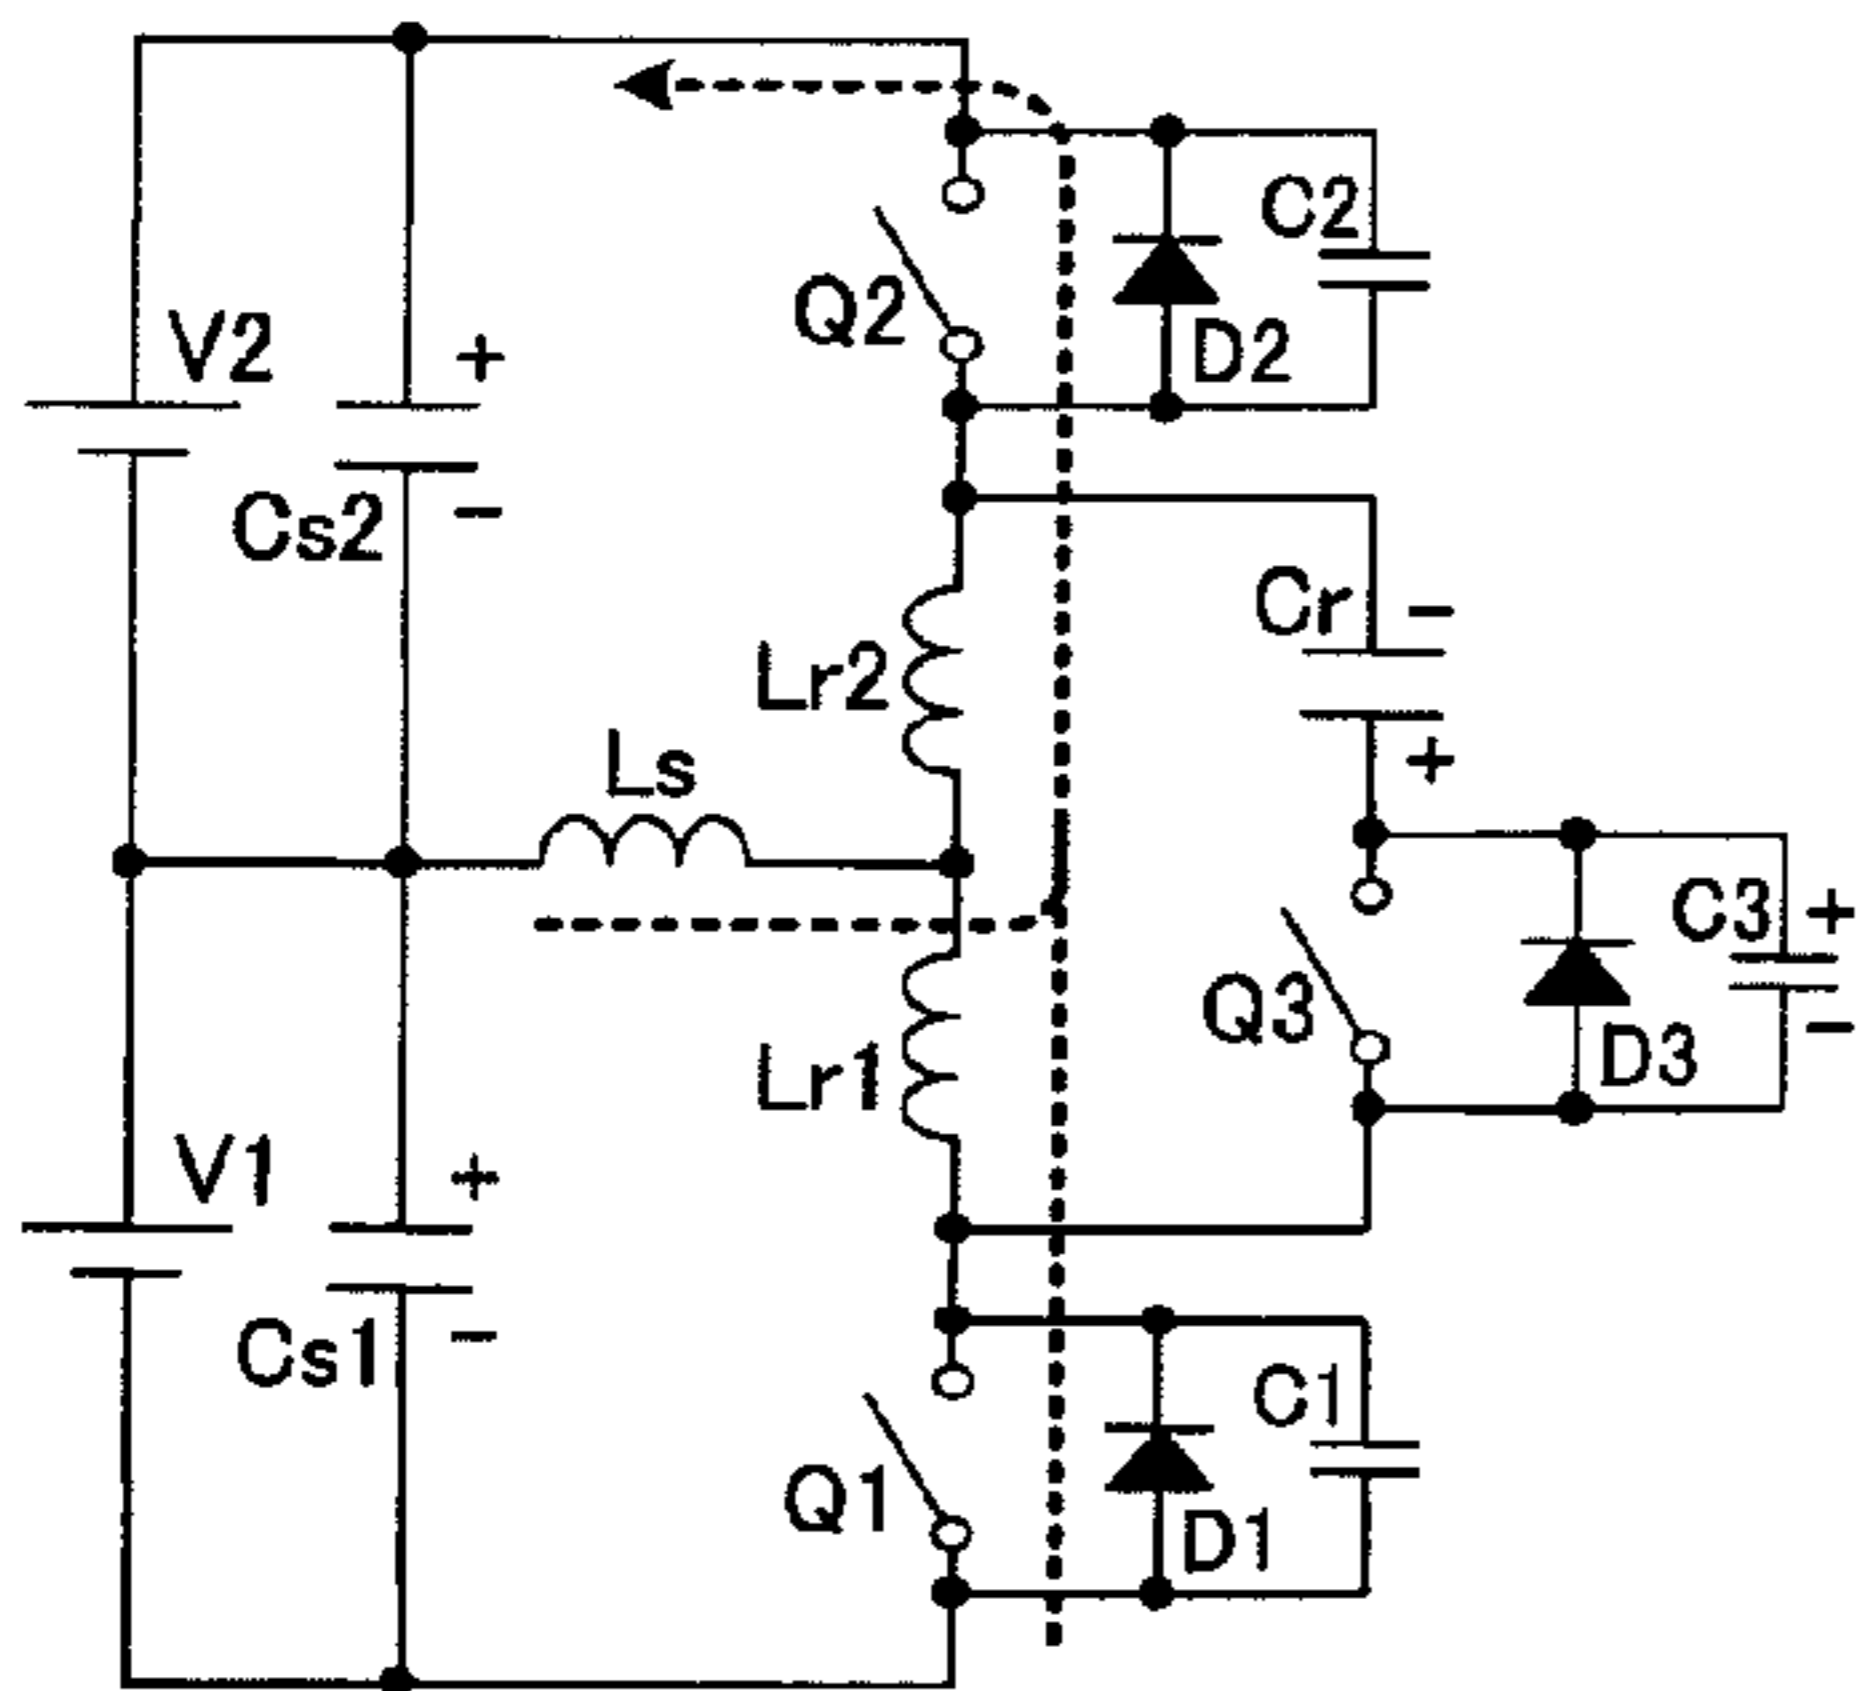 C2
Q2
D2
V2
+
Cs2
−
Cr
−
Lr2
+
Ls
C3
+
Q3
D3
−
Lr1
V1
+
Cs1
−
C1
Q1
D1